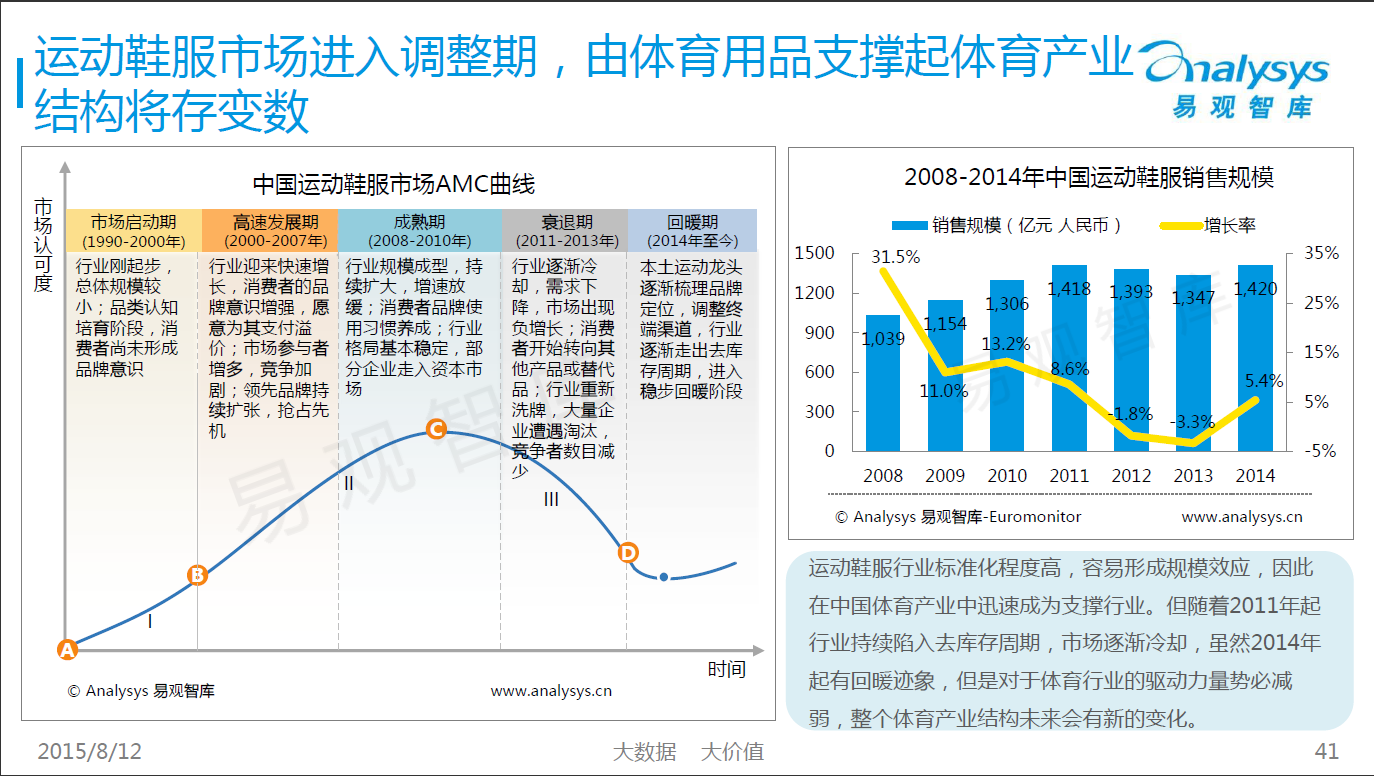 运动鞋服市场进入调整期，由体育用品支撑起体育产业
结构将存变数
Analysys
易观智库
中国运动鞋服市场AMC曲线
市场认可度
市场启动期
(1990-2000年)
高速发展期
(2000-2007年)
成熟期
(2008-2010年)
衰退期
(2011-2013年)
回暖期
(2014年至今)
行业刚起步，
总体规模较
小；品类认知
培育阶段，消
费者尚未形成
品牌意识
行业迎来快速增
长，消费者的品
牌意识增强，愿
意为其支付溢
价；市场参与者
增多，竞争加
剧；领先品牌持
续扩张，抢占先
机
行业规模成型，持
续扩大，增速放
缓；消费者品牌使
用习惯养成；行业
格局基本稳定，部
分企业走入资本市
场
行业逐渐冷
却，需求下
降，市场出现
负增长；消费
者开始转向其
他产品或替代
品；行业重新
洗牌，大量企
业遭遇淘汰，
竞争者数目减
少
本土运动龙头
逐渐梳理品牌
定位，调整终
端渠道，行业
逐渐走出去库
存周期，进入
稳步回暖阶段
易观智库
A
B
C
D
I
II
III
时间
© Analysys 易观智库
www.analysys.cn
2008-2014年中国运动鞋服销售规模
销售规模（亿元 人民币）
增长率
1500
1200
900
600
300
0
35%
25%
15%
5%
-5%
31.5%
11.0%
13.2%
8.6%
-1.8%
-3.3%
5.4%
1,039
1,154
1,306
1,418
1,393
1,347
1,420
易观智库
2008 2009 2010 2011 2012 2013 2014
© Analysys 易观智库-Euromonitor
www.analysys.cn
运动鞋服行业标准化程度高，容易形成规模效应，因此
在中国体育产业中迅速成为支撑行业。但随着2011年起
行业持续陷入去库存周期，市场逐渐冷却，虽然2014年
起有回暖迹象，但是对于体育行业的驱动力量势必减
弱，整个体育产业结构未来会有新的变化。
2015/8/12
大数据 大价值
41